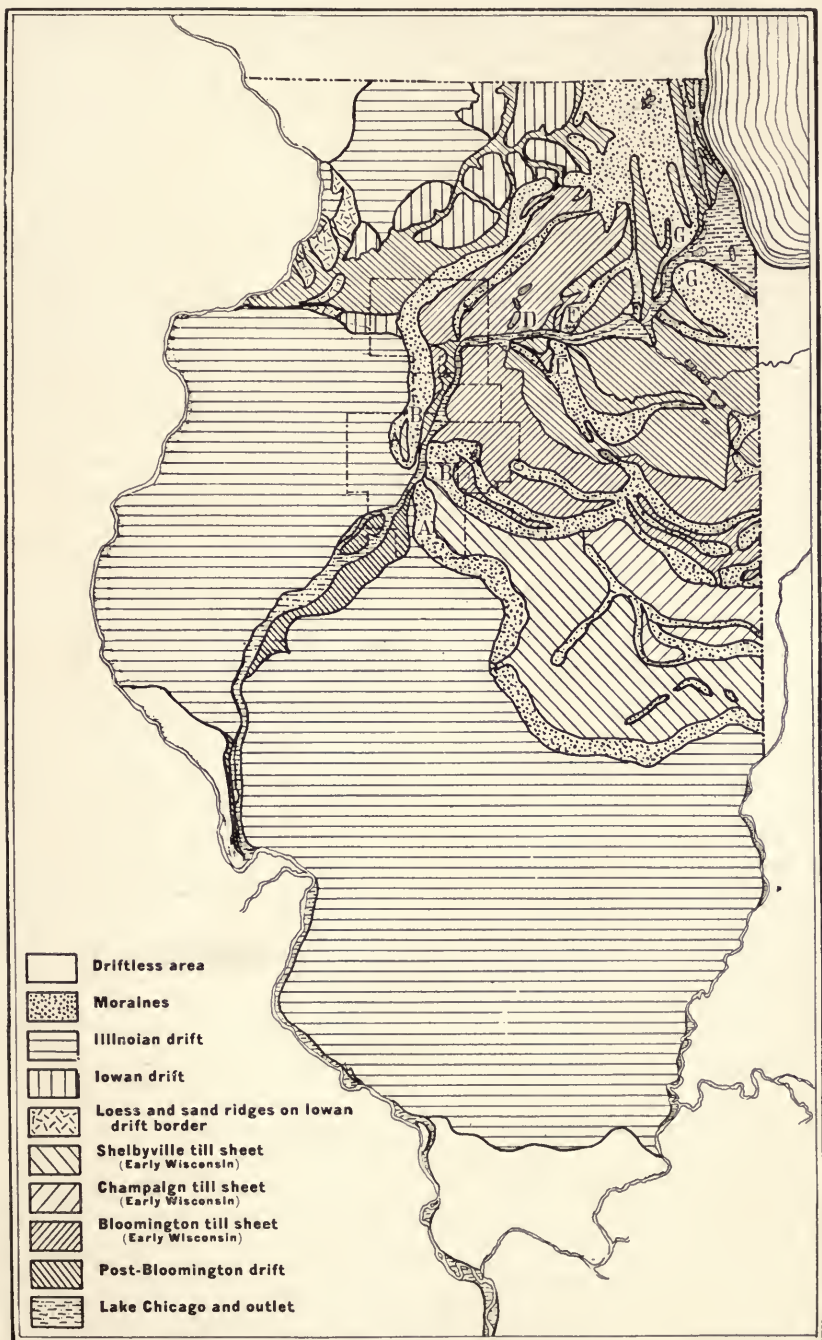 G
G
D
F
E
B
B
A
B
A
Driftless area
Moraines
Illinoian drift
Iowan drift
Loess and sand ridges on Iowan
drift border
Shelbyville till sheet
(Early Wisconsin)
Champaign till sheet
(Early Wisconsin)
Bloomington till sheet
(Early Wisconsin)
Post-Bloomington drift
Lake Chicago and outlet